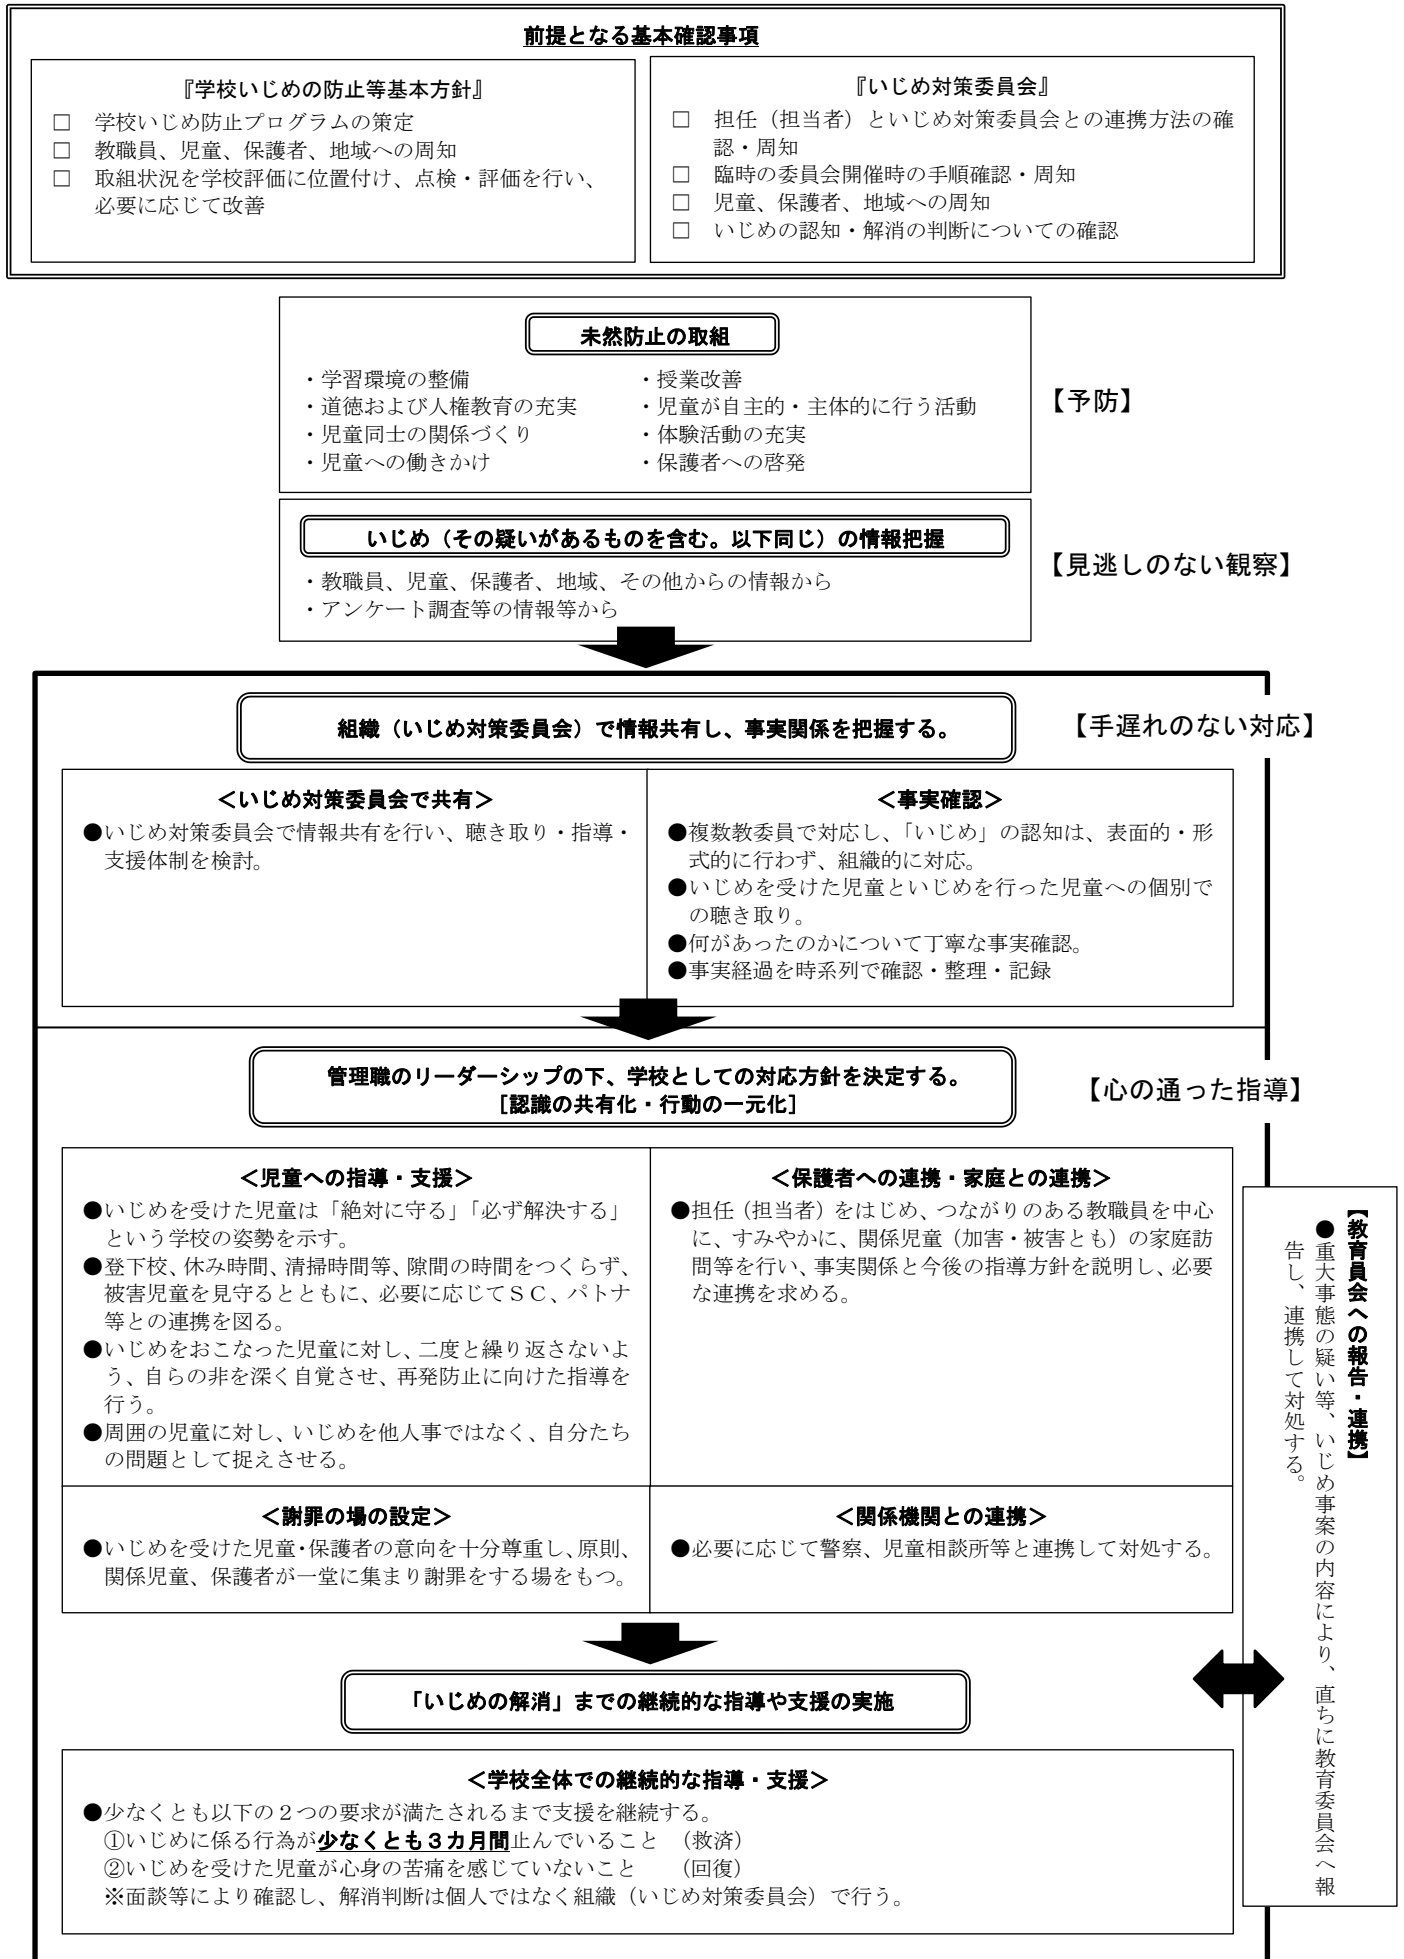 前提となる基本確認事項
『学校いじめの防止等基本方針』
□ 学校いじめ防止プログラムの策定
□ 教職員、児童、保護者、地域への周知
□ 取組状況を学校評価に位置付け、点検・評価を行い、
必要に応じて改善
『いじめ対策委員会』
□ 担任（担当者）といじめ対策委員会との連携方法の確
認・周知
□ 臨時の委員会開催時の手順確認・周知
□ 児童、保護者、地域への周知
□ いじめの認知・解消の判断についての確認
未然防止の取組
・学習環境の整備
・道徳および人権教育の充実
・児童同士の関係づくり
・児童への働きかけ
・授業改善
・児童が自主的・主体的に行う活動
・体験活動の充実
・保護者への啓発
【予防】
いじめ（その疑いがあるものを含む。以下同じ）の情報把握
・教職員、児童、保護者、地域、その他からの情報から
・アンケート調査等の情報等から
【見逃しのない観察】
組織（いじめ対策委員会）で情報共有し、事実関係を把握する。
【手遅れのない対応】
＜いじめ対策委員会で共有＞
●いじめ対策委員会で情報共有を行い、聴き取り・指導・
支援体制を検討。
＜事実確認＞
●複数教委員で対応し、「いじめ」の認知は、表面的・形
式的に行わず、組織的に対応。
●いじめを受けた児童といじめを行った児童への個別で
の聴き取り。
●何があったのかについて丁寧な事実確認。
●事実経過を時系列で確認・整理・記録
管理職のリーダーシップの下、学校としての対応方針を決定する。
［認識の共有化・行動の一元化］
【心の通った指導】
＜児童への指導・支援＞
●いじめを受けた児童は「絶対に守る」「必ず解決する」
という学校の姿勢を示す。
●登下校、休み時間、清掃時間等、隙間の時間をつくらず、
被害児童を見守るとともに、必要に応じてＳＣ、パトナ
等との連携を図る。
●いじめをおこなった児童に対し、二度と繰り返さないよ
う、自らの非を深く自覚させ、再発防止に向けた指導を
行う。
●周囲の児童に対し、いじめを他人事ではなく、自分たち
の問題として捉えさせる。
＜保護者への連携・家庭との連携＞
●担任（担当者）をはじめ、つながりのある教職員を中心
に、すみやかに、関係児童（加害・被害とも）の家庭訪
問等を行い、事実関係と今後の指導方針を説明し、必要
な連携を求める。
＜謝罪の場の設定＞
●いじめを受けた児童・保護者の意向を十分尊重し、原則、
関係児童、保護者が一堂に集まり謝罪をする場をもつ。
＜関係機関との連携＞
●必要に応じて警察、児童相談所等と連携して対処する。
【教育員会への報告・連携】
●重大事態の疑い等、いじめ事案の内容により、直ちに教育委員会へ報
告し、連携して対処する。
「いじめの解消」までの継続的な指導や支援の実施
＜学校全体での継続的な指導・支援＞
●少なくとも以下の２つの要求が満たされるまで支援を継続する。
①いじめに係る行為が少なくとも３カ月間止んでいること （救済）
②いじめを受けた児童が心身の苦痛を感じていないこと （回復）
※面談等により確認し、解消判断は個人ではなく組織（いじめ対策委員会）で行う。